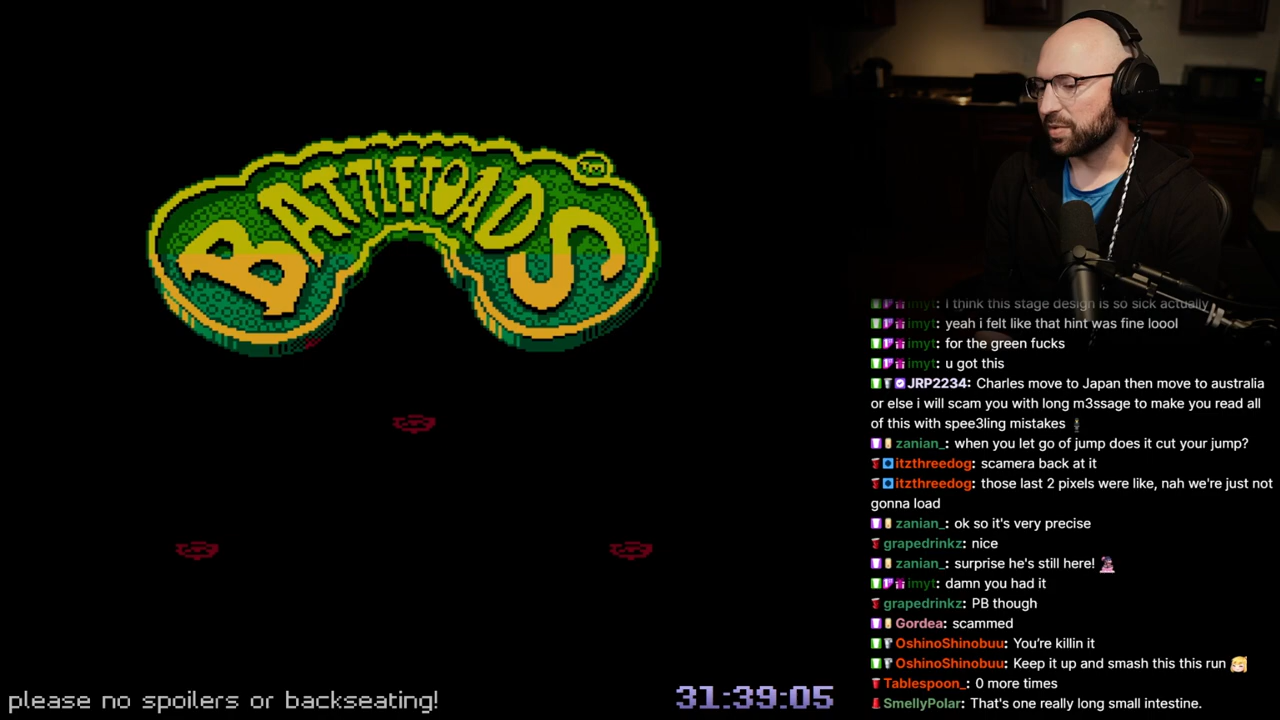 BATTLETOADS
TM
imyt: I think this stage design is so sick actually
imyt: yeah i felt like that hint was fine loool
imyt: for the green fucks
imyt: u got this
JRP2234: Charles move to Japan then move to australia
or else i will scam you with long m3ssage to make you read all
of this with spee3ling mistakes
zanian_: when you let go of jump does it cut your jump?
itzthreedog: scamera back at it
itzthreedog: those last 2 pixels were like, nah we're just not
gonna load
zanian_: ok so it's very precise
grapedrinkz: nice
zanian_: surprise he's still here!
imyt: damn you had it
grapedrinkz: PB though
Gordea: scammed
OshinoShinobuu: You're killin it
OshinoShinobuu: Keep it up and smash this this run
Tablespoon_: 0 more times
SmellyPolar: That's one really long small intestine.
please no spoilers or backseating!
31:39:05